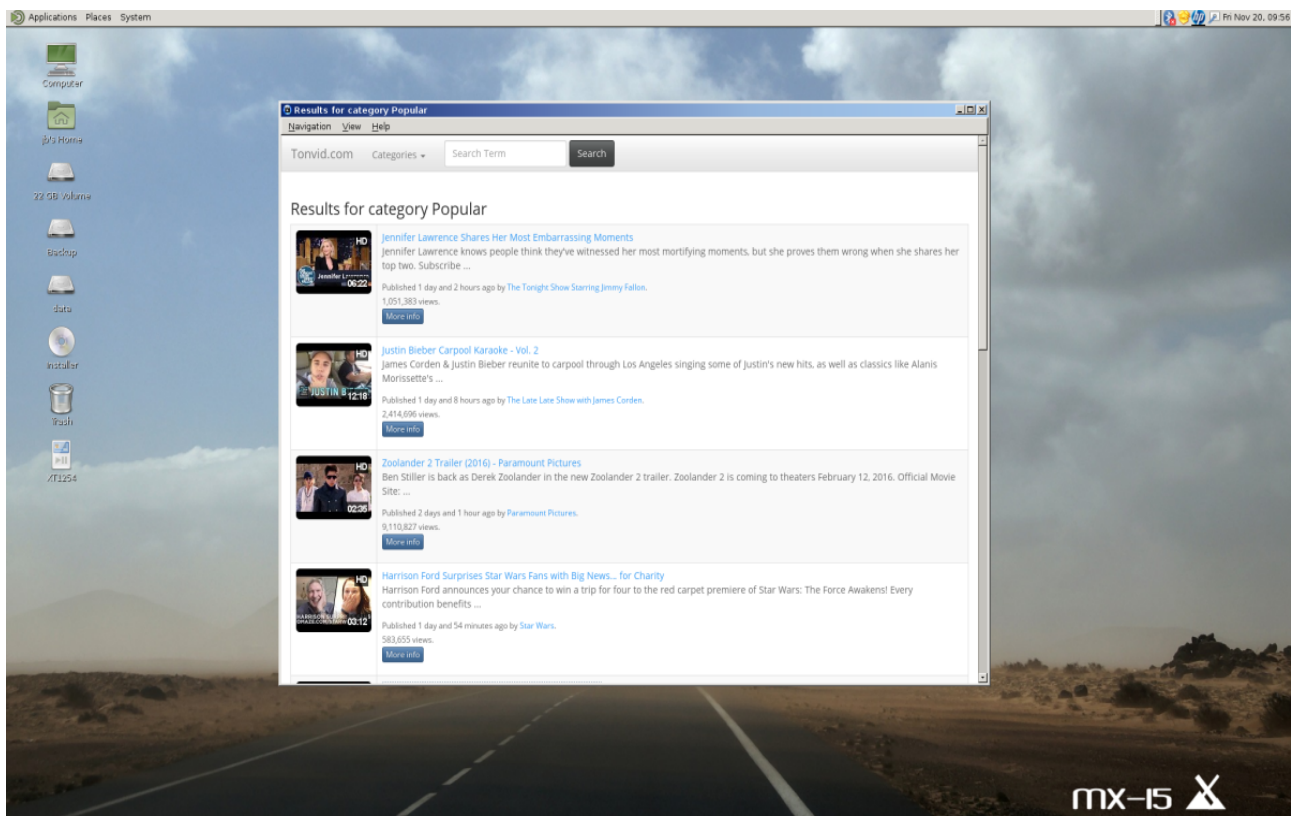 Applications Places System
Fri Nov 20, 09:56
Computer
jb's Home
22 GB Volume
Backup
data
Installer
Trash
XT1254
Results for category Popular
Navigation View Help
Tonvid.com Categories Search Term Search
Results for category Popular
HD
06:22
Jennifer Lawrence Shares Her Most Embarrassing Moments
Jennifer Lawrence knows people think they've witnessed her most mortifying moments, but she proves them wrong when she shares her
top two. Subscribe ...
Published 1 day and 2 hours ago by The Tonight Show Starring Jimmy Fallon.
1,051,383 views.
More info
HD
JUSTIN
12:18
Justin Bieber Carpool Karaoke - Vol. 2
James Corden & Justin Bieber reunite to carpool through Los Angeles singing some of Justin's new hits, as well as classics like Alanis
Morissette's ...
Published 1 day and 8 hours ago by The Late Late Show with James Corden.
2,414,696 views.
More info
HD
02:35
Zoolander 2 Trailer (2016) - Paramount Pictures
Ben Stiller is back as Derek Zoolander in the new Zoolander 2 trailer. Zoolander 2 is coming to theaters February 12, 2016. Official Movie
Site: ...
Published 2 days and 1 hour ago by Paramount Pictures.
9,110,827 views.
More info
HD
03:12
Harrison Ford Surprises Star Wars Fans with Big News... for Charity
Harrison Ford announces your chance to win a trip for four to the red carpet premiere of Star Wars: The Force Awakens! Every
contribution benefits ...
Published 1 day and 54 minutes ago by Star Wars.
583,655 views.
More info
mx-15